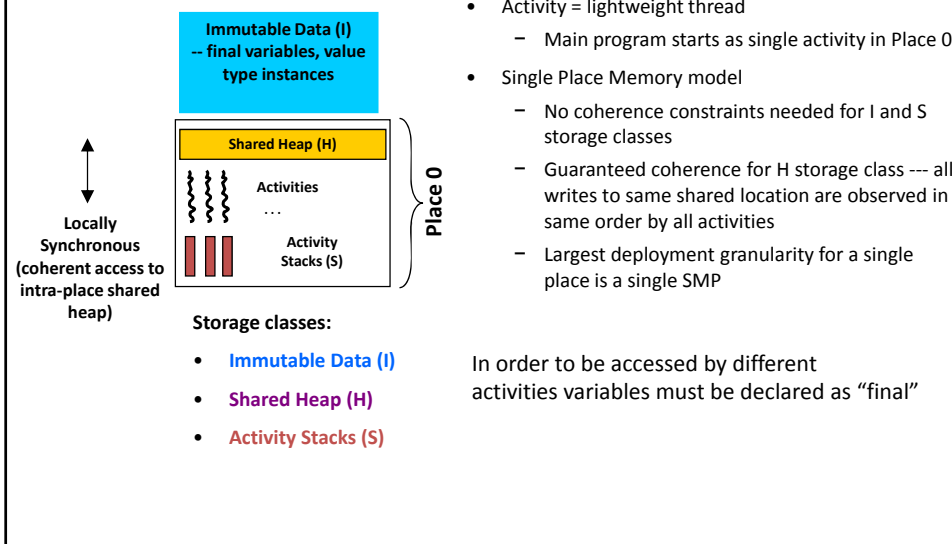 Immutable Data (I)
-- final variables, value
type instances
Shared Heap (H)
Activities
...
Activity
Stacks (S)
Place 0
Locally
Synchronous
(coherent access to
intra-place shared
heap)
Storage classes:
• Immutable Data (I)
• Shared Heap (H)
• Activity Stacks (S)
• Activity = lightweight thread
– Main program starts as single activity in Place 0
• Single Place Memory model
– No coherence constraints needed for I and S
storage classes
– Guaranteed coherence for H storage class --- all
writes to same shared location are observed in
same order by all activities
– Largest deployment granularity for a single
place is a single SMP
In order to be accessed by different
activities variables must be declared as “final”